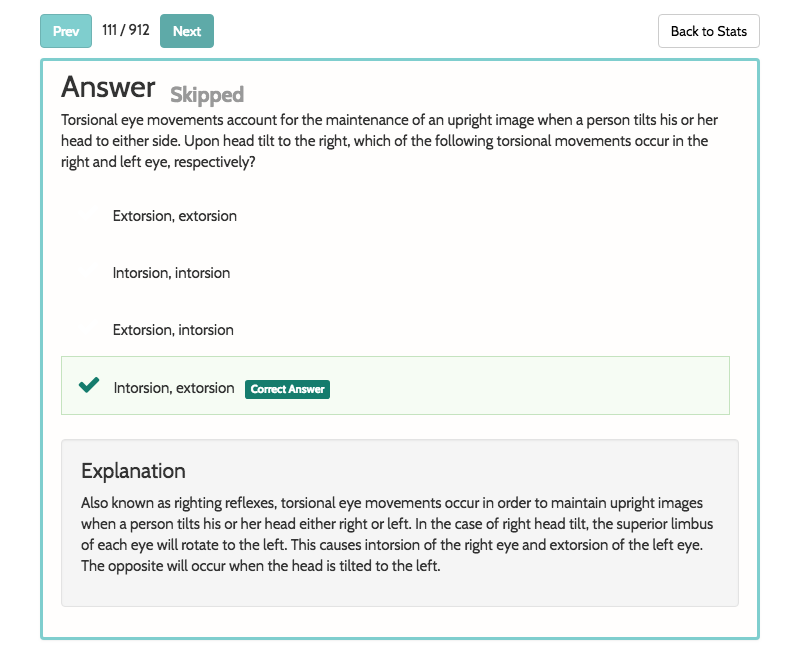 Prev 111 / 912 Next Back to Stats
Answer Skipped
Torsional eye movements account for the maintenance of an upright image when a person tilts his or her
head to either side. Upon head tilt to the right, which of the following torsional movements occur in the
right and left eye, respectively?
Extorsion, extorsion
Intorsion, intorsion
Extorsion, intorsion
Intorsion, extorsion Correct Answer
Explanation
Also known as righting reflexes, torsional eye movements occur in order to maintain upright images
when a person tilts his or her head either right or left. In the case of right head tilt, the superior limbus
of each eye will rotate to the left. This causes intorsion of the right eye and extorsion of the left eye.
The opposite will occur when the head is tilted to the left.